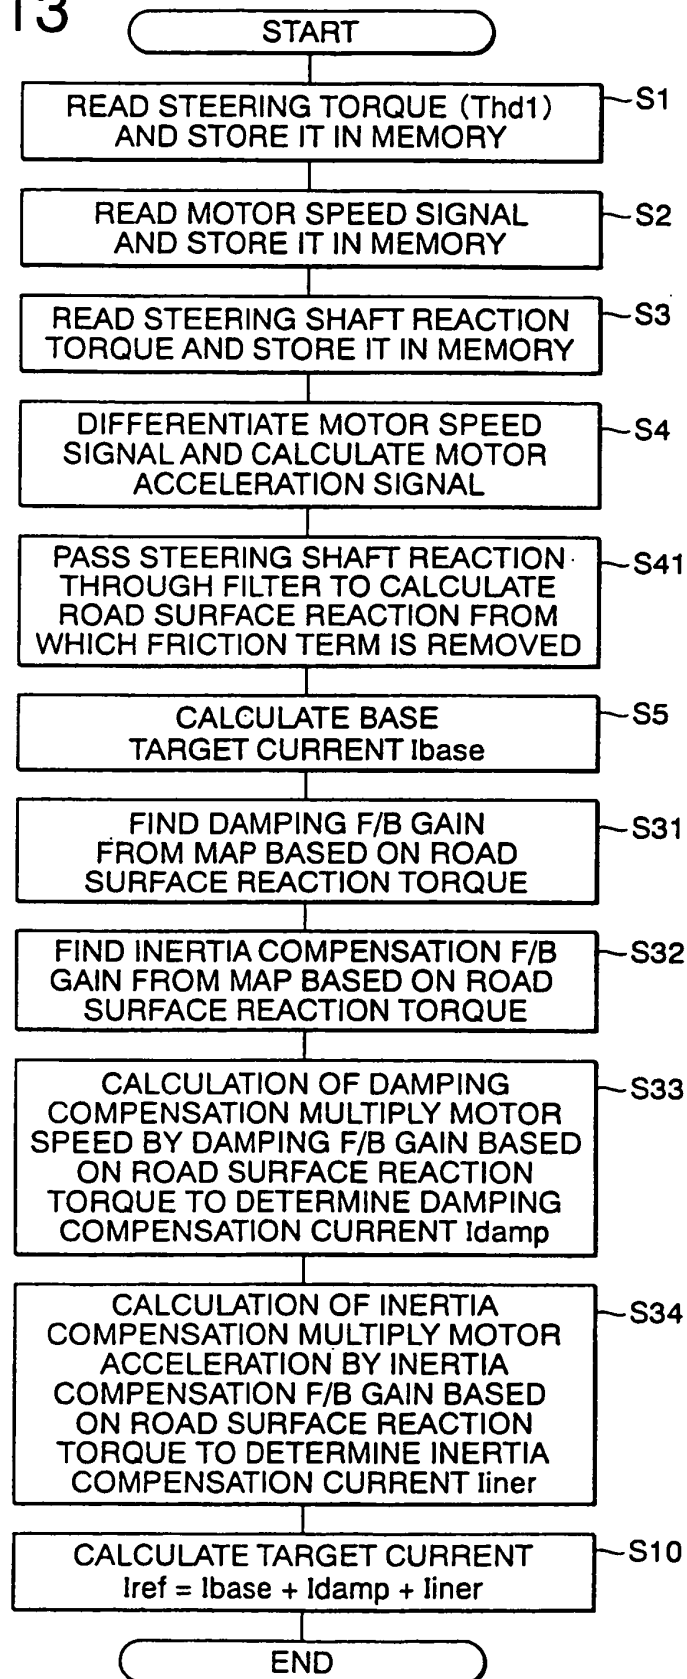 13
START
READ STEERING TORQUE (Thd1)
AND STORE IT IN MEMORY
S1
READ MOTOR SPEED SIGNAL
AND STORE IT IN MEMORY
S2
READ STEERING SHAFT REACTION
TORQUE AND STORE IT IN MEMORY
S3
DIFFERENTIATE MOTOR SPEED
SIGNAL AND CALCULATE MOTOR
ACCELERATION SIGNAL
S4
PASS STEERING SHAFT REACTION
THROUGH FILTER TO CALCULATE
ROAD SURFACE REACTION FROM
WHICH FRICTION TERM IS REMOVED
S41
CALCULATE BASE
TARGET CURRENT Ibase
S5
FIND DAMPING F/B GAIN
FROM MAP BASED ON ROAD
SURFACE REACTION TORQUE
S31
FIND INERTIA COMPENSATION F/B
GAIN FROM MAP BASED ON ROAD
SURFACE REACTION TORQUE
S32
CALCULATION OF DAMPING
COMPENSATION MULTIPLY MOTOR
SPEED BY DAMPING F/B GAIN BASED
ON ROAD SURFACE REACTION
TORQUE TO DETERMINE DAMPING
COMPENSATION CURRENT Idamp
S33
CALCULATION OF INERTIA
COMPENSATION MULTIPLY MOTOR
ACCELERATION BY INERTIA
COMPENSATION F/B GAIN BASED
ON ROAD SURFACE REACTION
TORQUE TO DETERMINE INERTIA
COMPENSATION CURRENT Iiner
S34
CALCULATE TARGET CURRENT
Iref = Ibase + Idamp + Iiner
S10
END